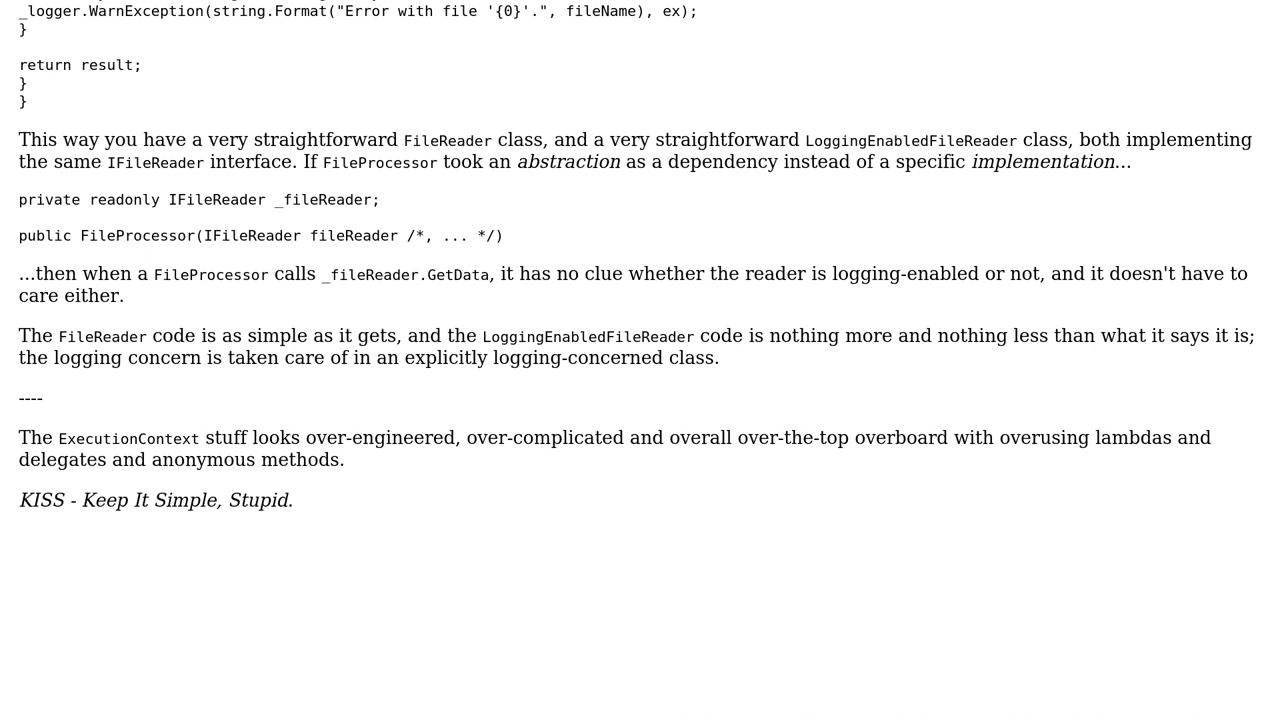 _logger.WarnException(string.Format("Error with file '{0}'.", fileName), ex);
}
return result;
}
}
This way you have a very straightforward FileReader class, and a very straightforward LoggingEnabledFileReader class, both implementing
the same IFileReader interface. If FileProcessor took an abstraction as a dependency instead of a specific implementation...
private readonly IFileReader _fileReader;
public FileProcessor(IFileReader fileReader /*, ... */)
...then when a FileProcessor calls _fileReader.GetData, it has no clue whether the reader is logging-enabled or not, and it doesn't have to
care either.
The FileReader code is as simple as it gets, and the LoggingEnabledFileReader code is nothing more and nothing less than what it says it is;
the logging concern is taken care of in an explicitly logging-concerned class.
----
The ExecutionContext stuff looks over-engineered, over-complicated and overall over-the-top overboard with overusing lambdas and
delegates and anonymous methods.
KISS - Keep It Simple, Stupid.